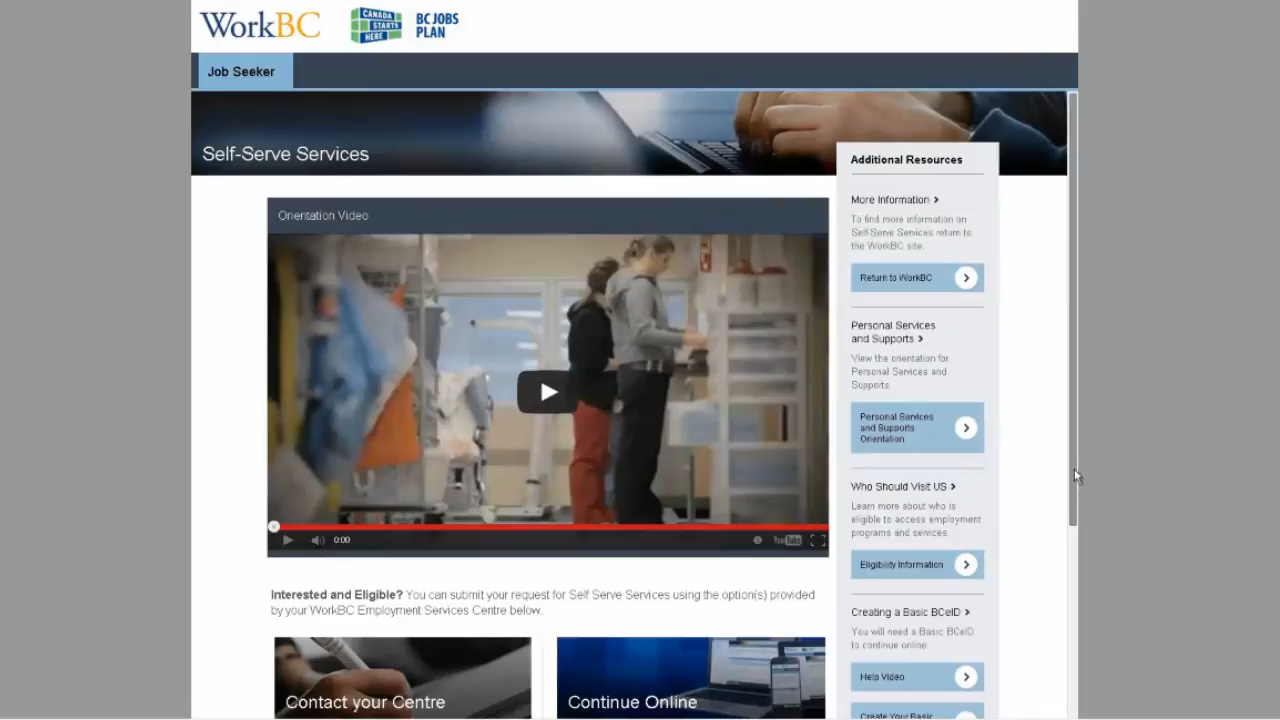 WorkBC
CANADA
STARTS
HERE
BC JOBS
PLAN
Job Seeker
Self-Serve Services
Orientation Video
0:00
YouTube
Interested and Eligible? You can submit your request for Self Serve Services using the option(s) provided
by your WorkBC Employment Services Centre below.
Contact your Centre
Continue Online
Additional Resources
More Information >
To find more information on
Self-Serve Services return to
the WorkBC site.
Return to WorkBC
Personal Services
and Supports >
View the orientation for
Personal Services and
Supports.
Personal Services
and Supports
Orientation
Who Should Visit US >
Learn more about who is
eligible to access employment
programs and services.
Eligibility Information
Creating a Basic BCeID >
You will need a Basic BCeID
to continue online.
Help Video
Create Your Basic